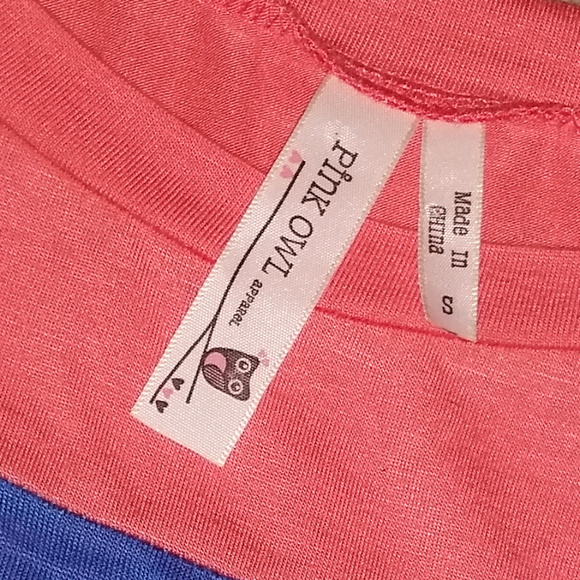 Pink OWL
apparel
Made In
China
S